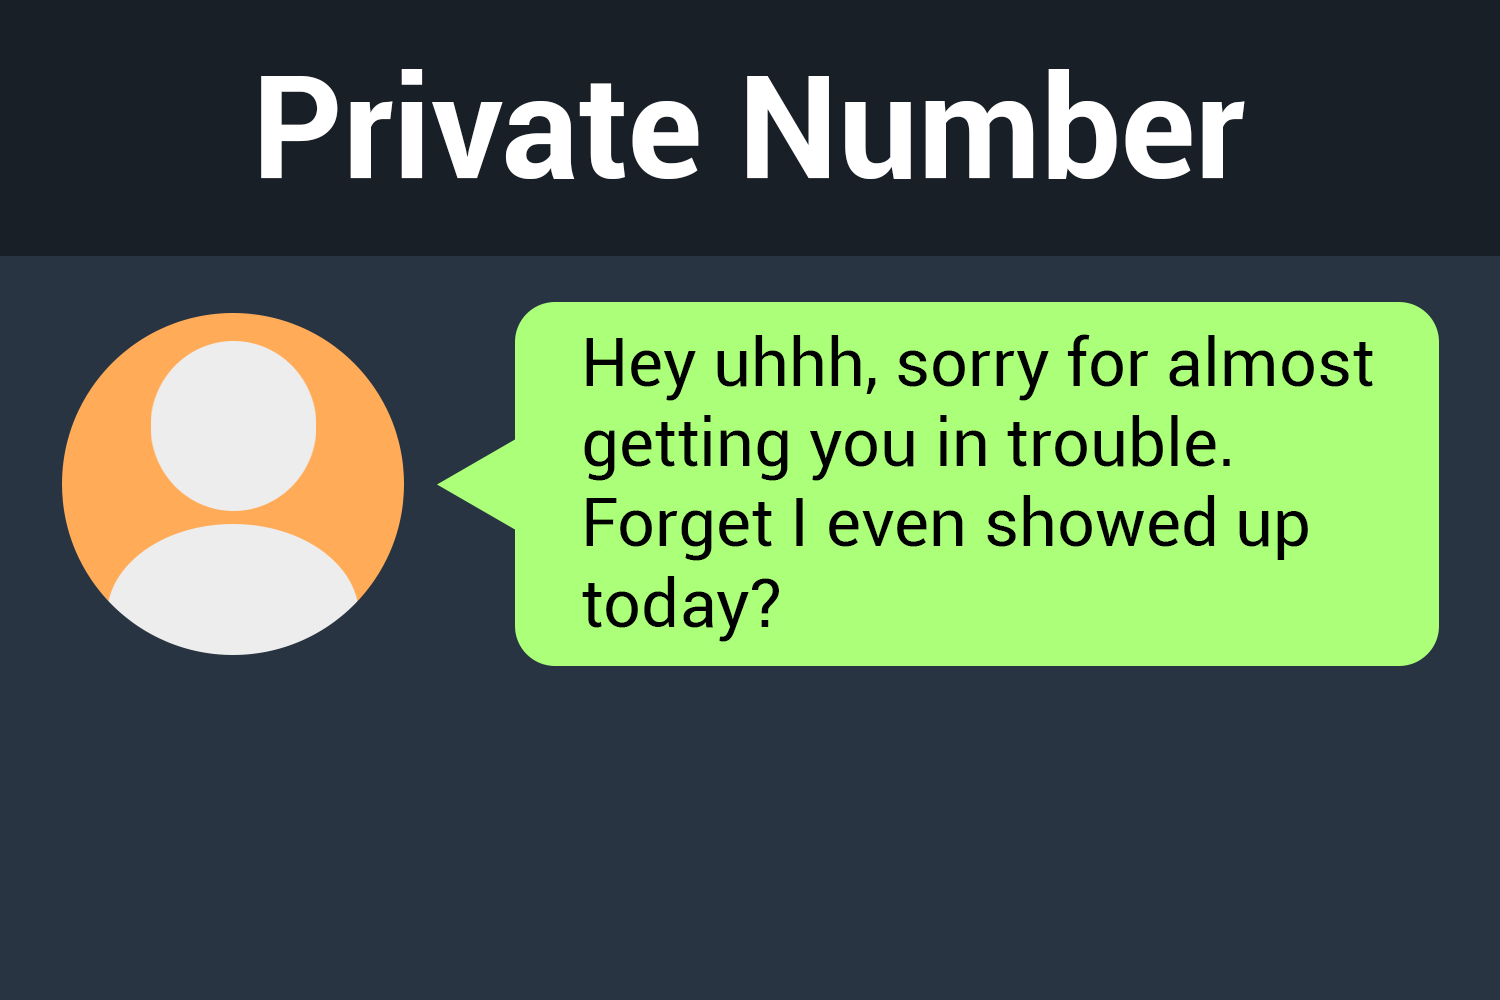 Private Number
Hey uhhh, sorry for almost
getting you in trouble.
Forget I even showed up
today?